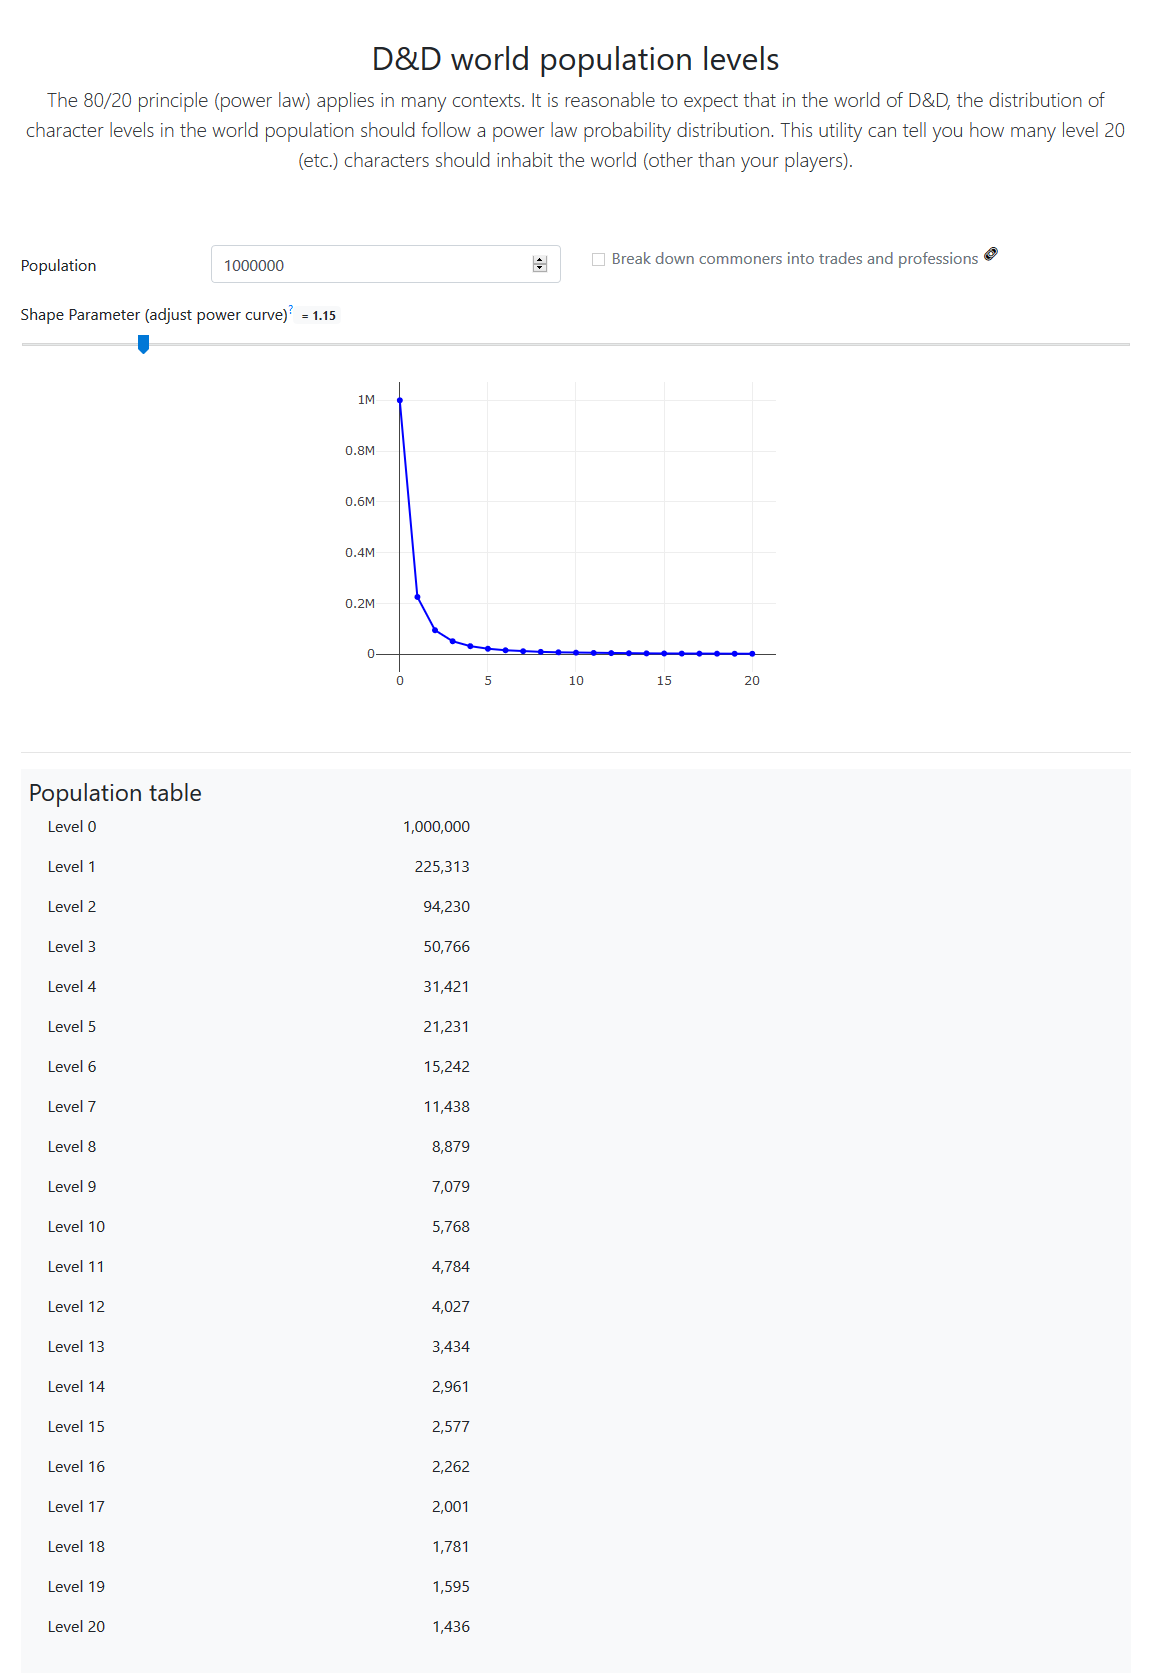 D&D world population levels
The 80/20 principle (power law) applies in many contexts. It is reasonable to expect that in the world of D&D, the distribution of
character levels in the world population should follow a power law probability distribution. This utility can tell you how many level 20
(etc.) characters should inhabit the world (other than your players).
Population 1000000 Break down commoners into trades and professions
Shape Parameter (adjust power curve)? = 1.15
1M
0.8M
0.6M
0.4M
0.2M
0
0 5 10 15 20
Population table
Level 0 1,000,000
Level 1 225,313
Level 2 94,230
Level 3 50,766
Level 4 31,421
Level 5 21,231
Level 6 15,242
Level 7 11,438
Level 8 8,879
Level 9 7,079
Level 10 5,768
Level 11 4,784
Level 12 4,027
Level 13 3,434
Level 14 2,961
Level 15 2,577
Level 16 2,262
Level 17 2,001
Level 18 1,781
Level 19 1,595
Level 20 1,436